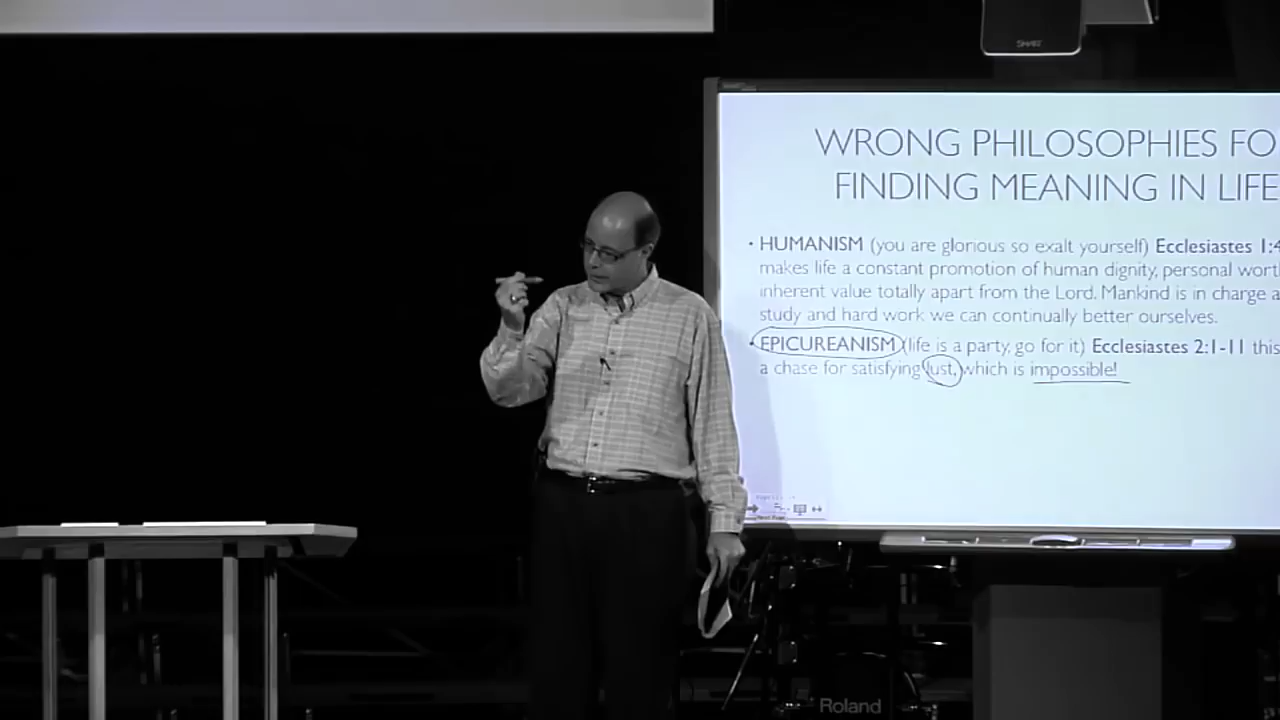 SMART
WRONG PHILOSOPHIES FO
FINDING MEANING IN LIFE
• HUMANISM (you are glorious so exalt yourself) Ecclesiastes 1:4
makes life a constant promotion of human dignity, personal wort
inherent value totally apart from the Lord. Mankind is in charge a
study and hard work we can continually better ourselves.
• EPICUREANISM (life is a party, go for it) Ecclesiastes 2:1-11 this
a chase for satisfying lust, which is impossible!
Roland